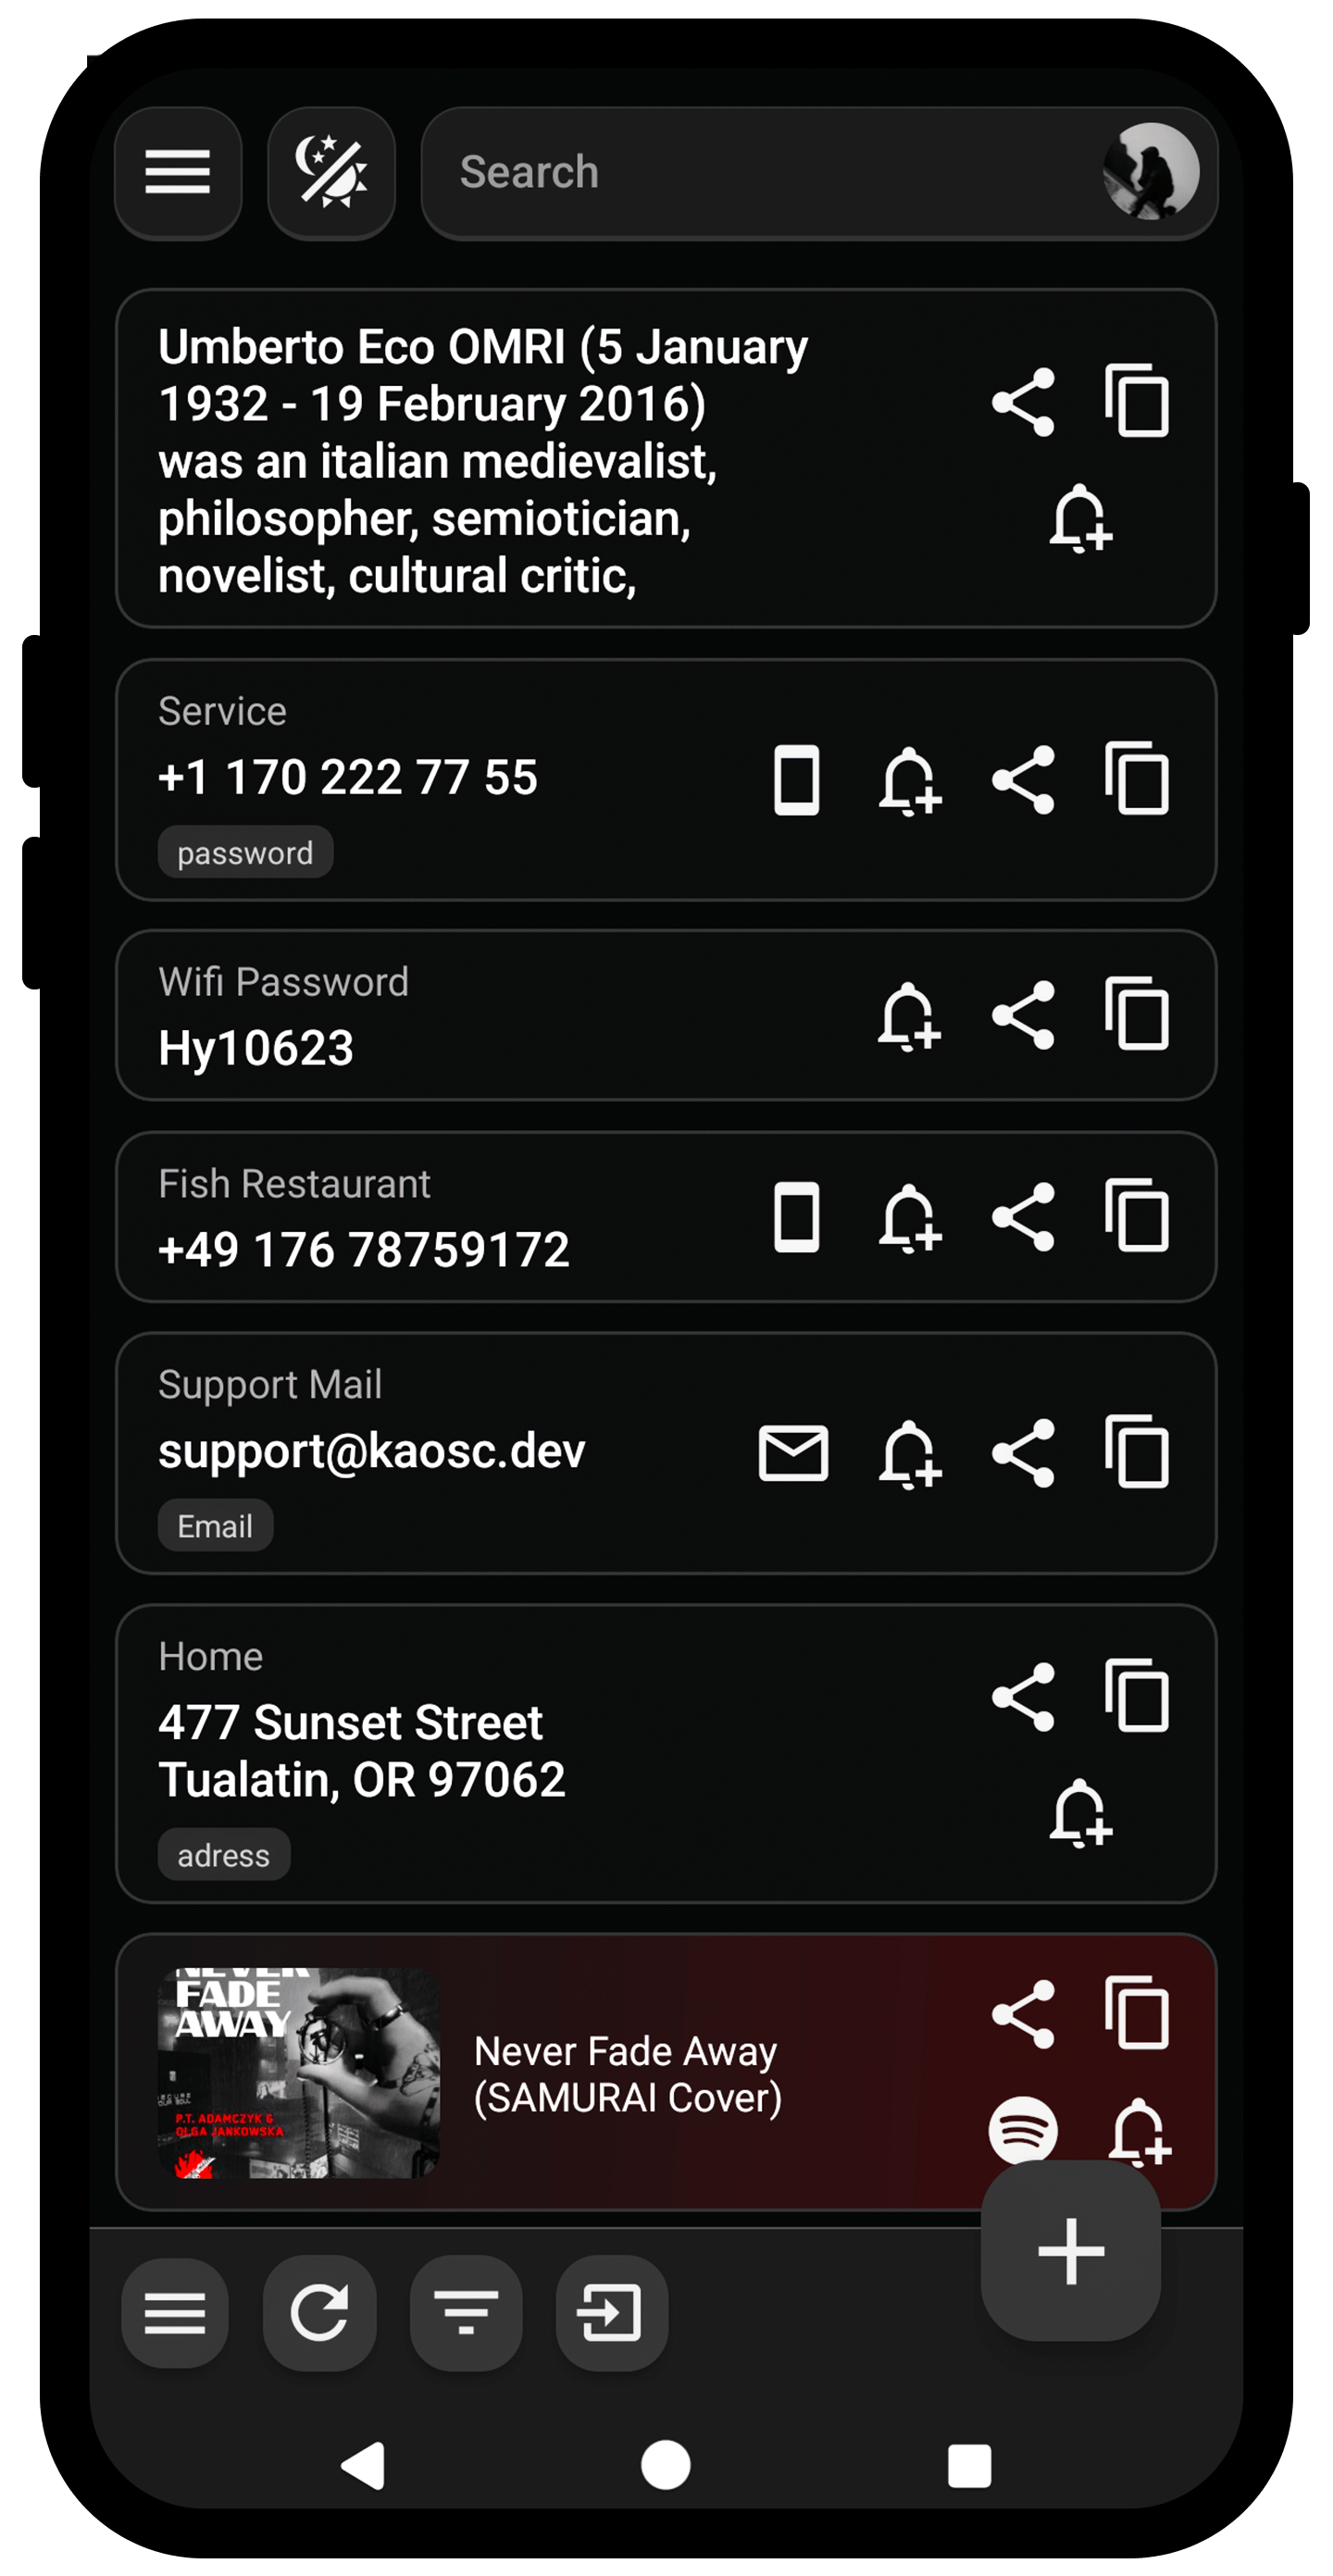 Search
Umberto Eco OMRI (5 January
1932 - 19 February 2016)
was an italian medievalist,
philosopher, semiotician,
novelist, cultural critic,
Service
+1 170 222 77 55
password
Wifi Password
Hy10623
Fish Restaurant
+49 176 78759172
Support Mail
support@kaosc.dev
Email
Home
477 Sunset Street
Tualatin, OR 97062
adress
NEVER
FADE
AWAY
P.T. ADAMCZYK &
OLGA JANKOWSKA
Never Fade Away
(SAMURAI Cover)